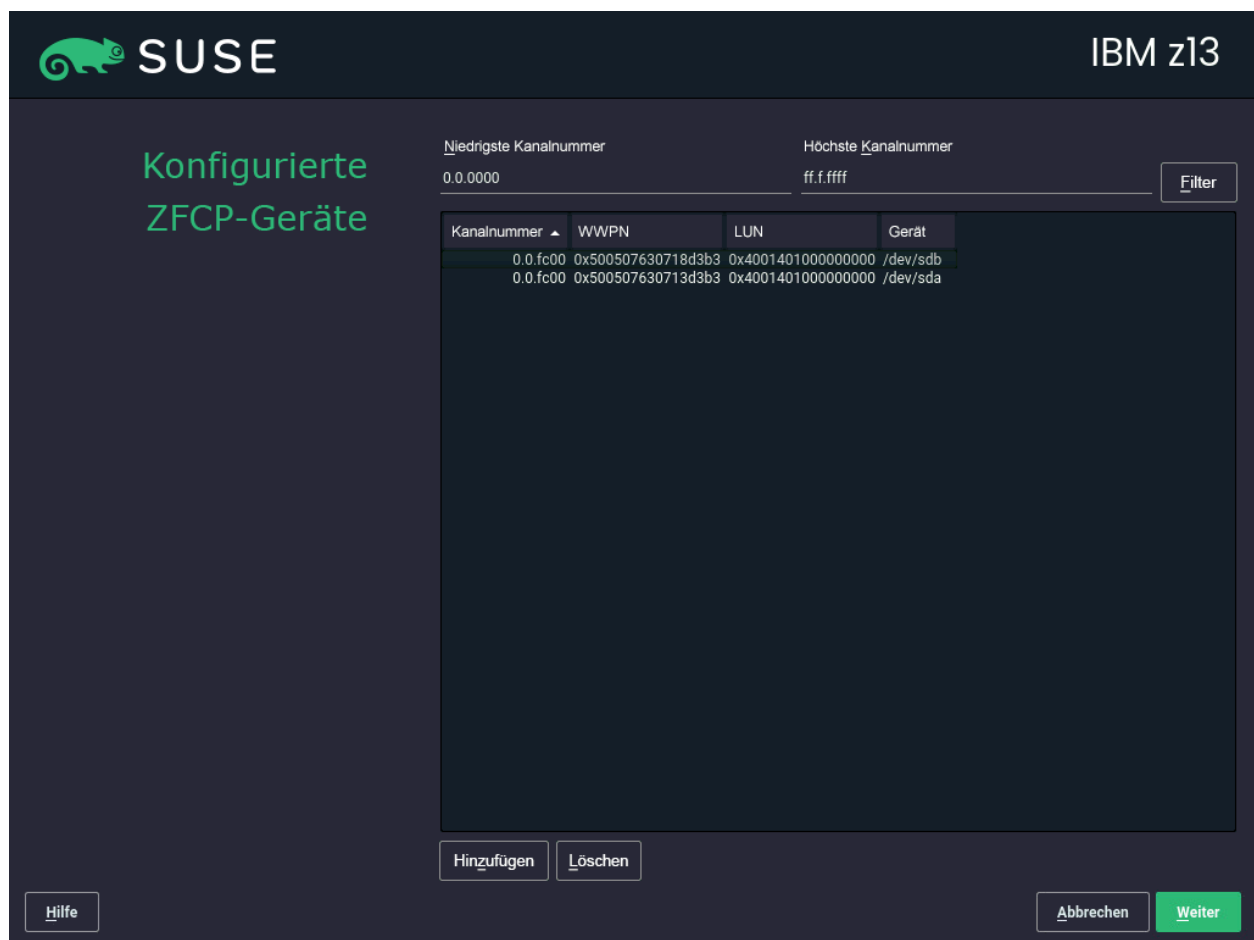 SUSE
IBM z13
Konfigurierte
ZFCP-Geräte
Niedrigste Kanalnummer
Höchste Kanalnummer
0.0.0000
ff.f.ffff
Filter
Kanalnummer WWPN LUN Gerät
0.0.fc00 0x500507630718d3b3 0x4001401000000000 /dev/sdb
0.0.fc00 0x500507630713d3b3 0x4001401000000000 /dev/sda
Hinzufügen
Löschen
Hilfe
Abbrechen
Weiter